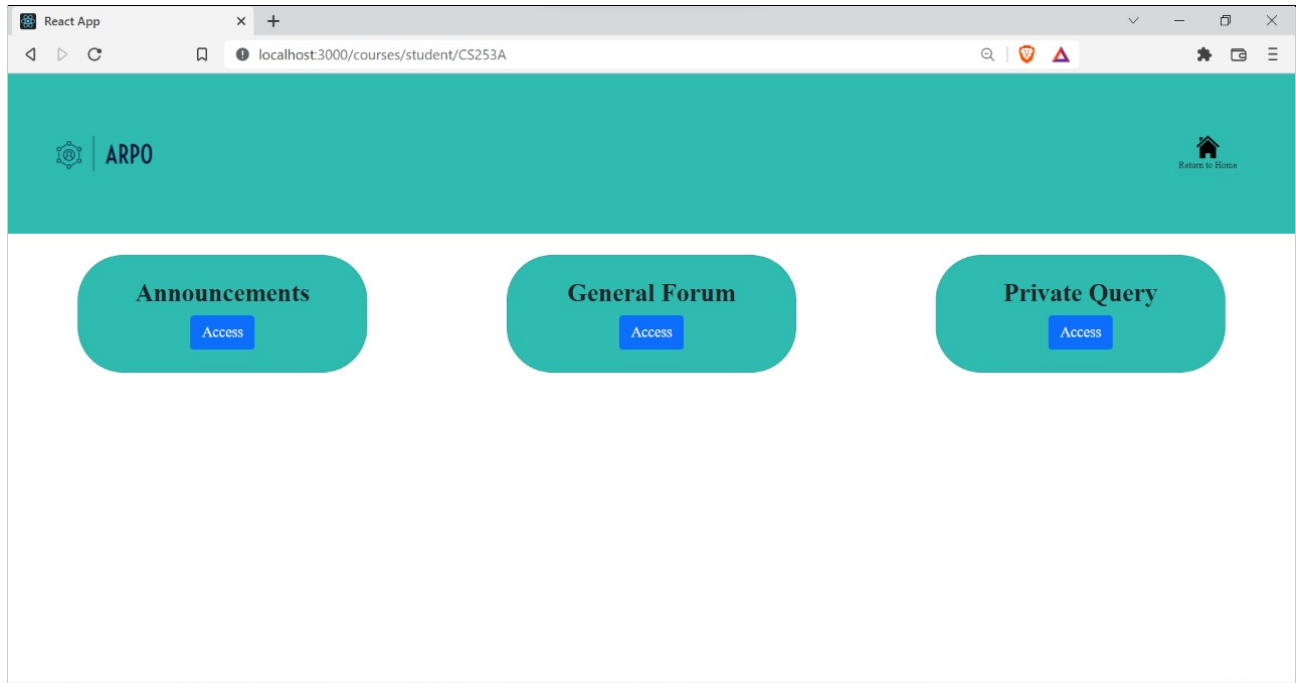 React App
localhost:3000/courses/student/CS253A
ARPO
Return to Home
Announcements
Access
General Forum
Access
Private Query
Access